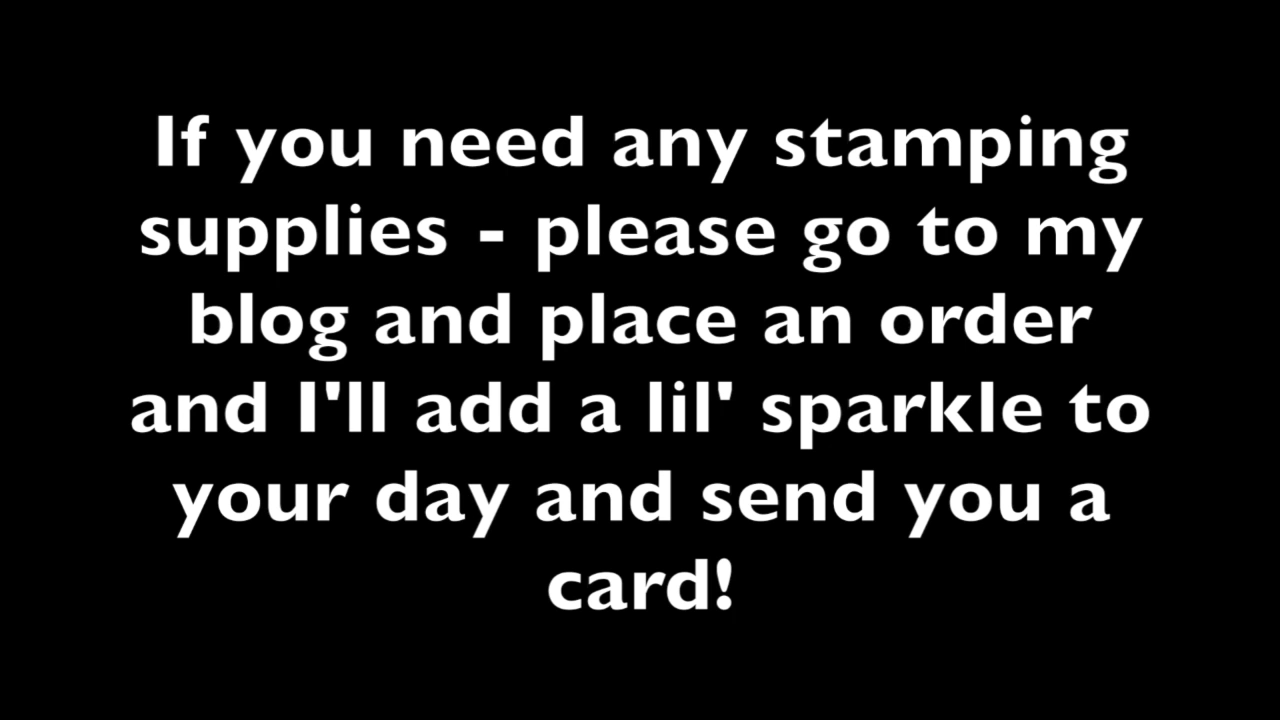 If you need any stamping
supplies - please go to my
blog and place an order
and I'll add a lil' sparkle to
your day and send you a
card!